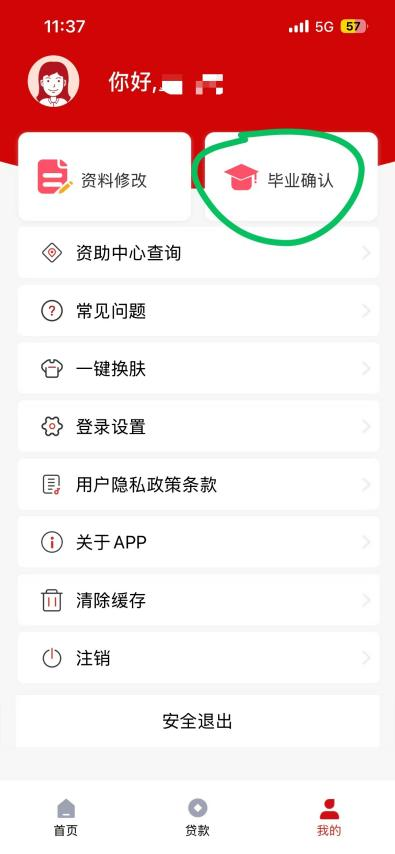 11:37
5G
57
你好,
资料修改
毕业确认
资助中心查询
常见问题
一键换肤
登录设置
用户隐私政策条款
关于APP
清除缓存
注销
安全退出
首页
贷款
我的